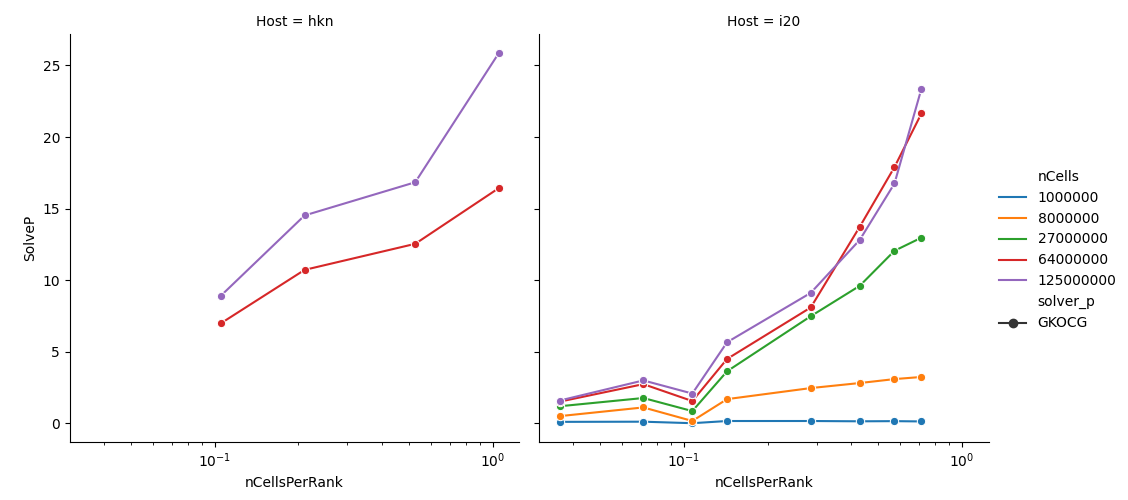 Host = hkn
Host = i20
SolveP
25
20
15
10
5
0
10⁻¹
10⁰
10⁻¹
10⁰
nCellsPerRank
nCellsPerRank
nCells
1000000
8000000
27000000
64000000
125000000
solver_p
GKOCG